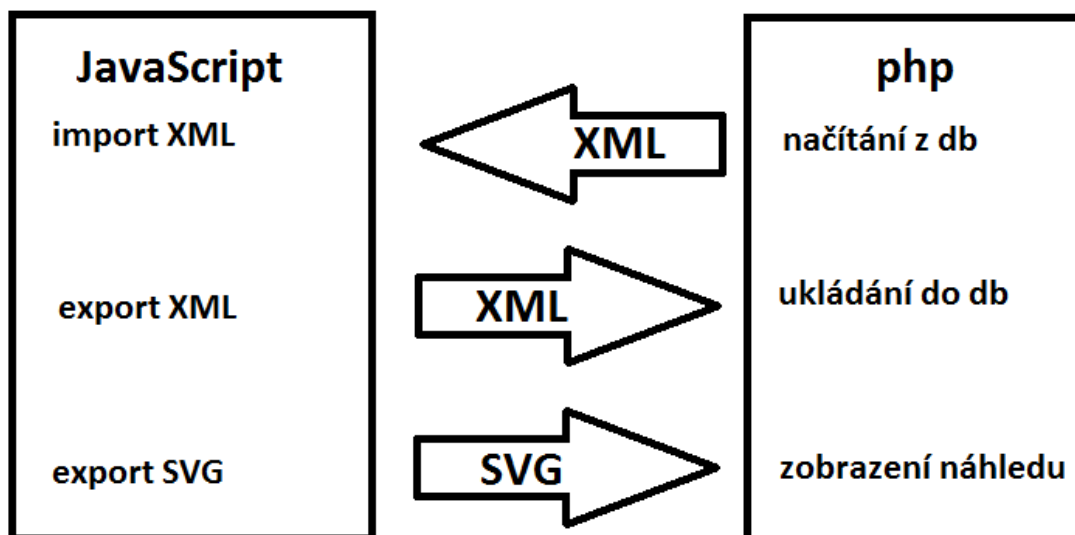 JavaScript
php
import XML
XML
načítání z db
export XML
XML
ukládání do db
export SVG
SVG
zobrazení náhledu